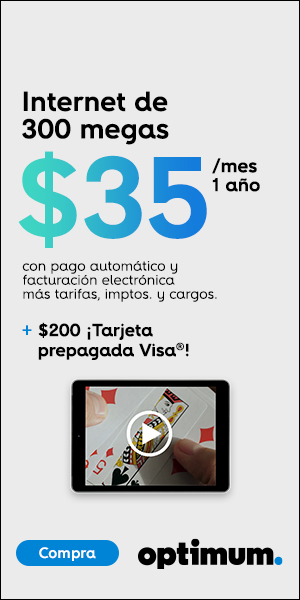 Internet de
300 megas
$35
/mes
1 año
con pago automático y
facturación electrónica
más tarifas, imptos. y cargos.
+ $200 ¡Tarjeta
prepagada Visa®!
Compra
optimum.